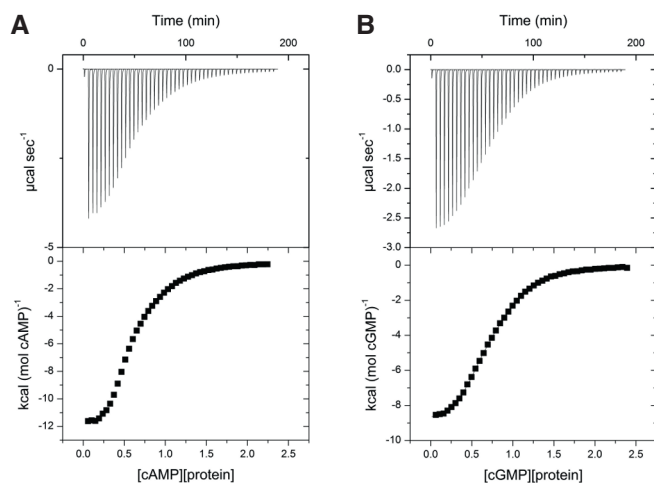 A
Time (min)
0 100 200
0
-5
µcal sec-1
0
-2
-4
-6
-8
-10
-12
kcal (mol cAMP)-1
0.0 0.5 1.0 1.5 2.0 2.5
[cAMP][protein]
B
Time (min)
0 100 200
0.0
-0.5
-1.0
-1.5
-2.0
-2.5
-3.0
µcal sec-1
0
-2
-4
-6
-8
-10
kcal (mol cGMP)-1
0.0 0.5 1.0 1.5 2.0 2.5
[cGMP][protein]